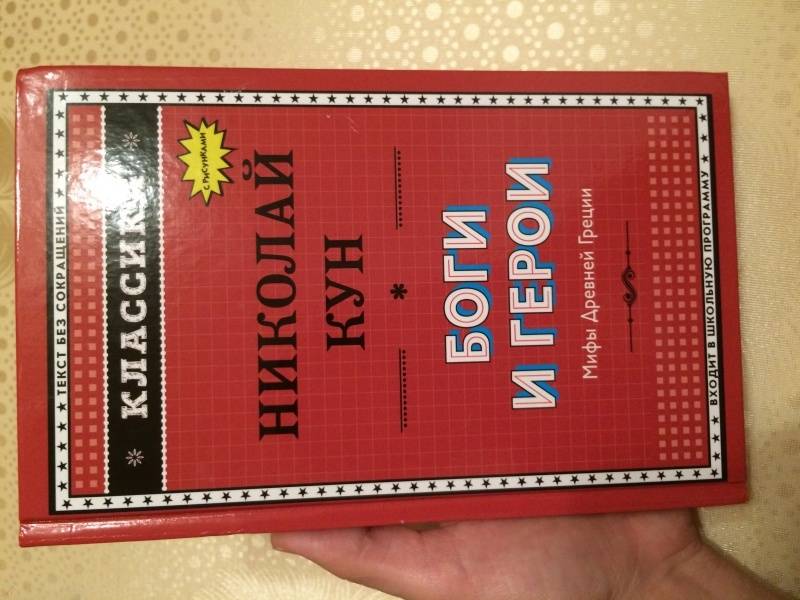 ТЕКСТ БЕЗ СОКРАЩЕНИЙ
КЛАССИКА
С РИСУНКАМИ
НИКОЛАЙ
КУН
БОГИ
И ГЕРОИ
Мифы Древней Греции
ВХОДИТ В ШКОЛЬНУЮ ПРОГРАММУ